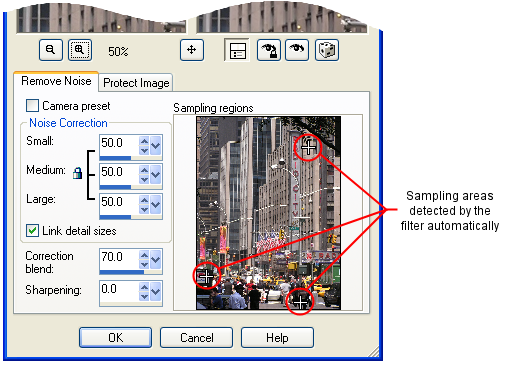 50%
Remove Noise
Protect Image
Camera preset
Sampling regions
Noise Correction
Small:
50.0
Medium:
50.0
Large:
50.0
Link detail sizes
Correction
blend:
70.0
Sharpening:
0.0
Sampling areas
detected by the
filter automatically
OK
Cancel
Help